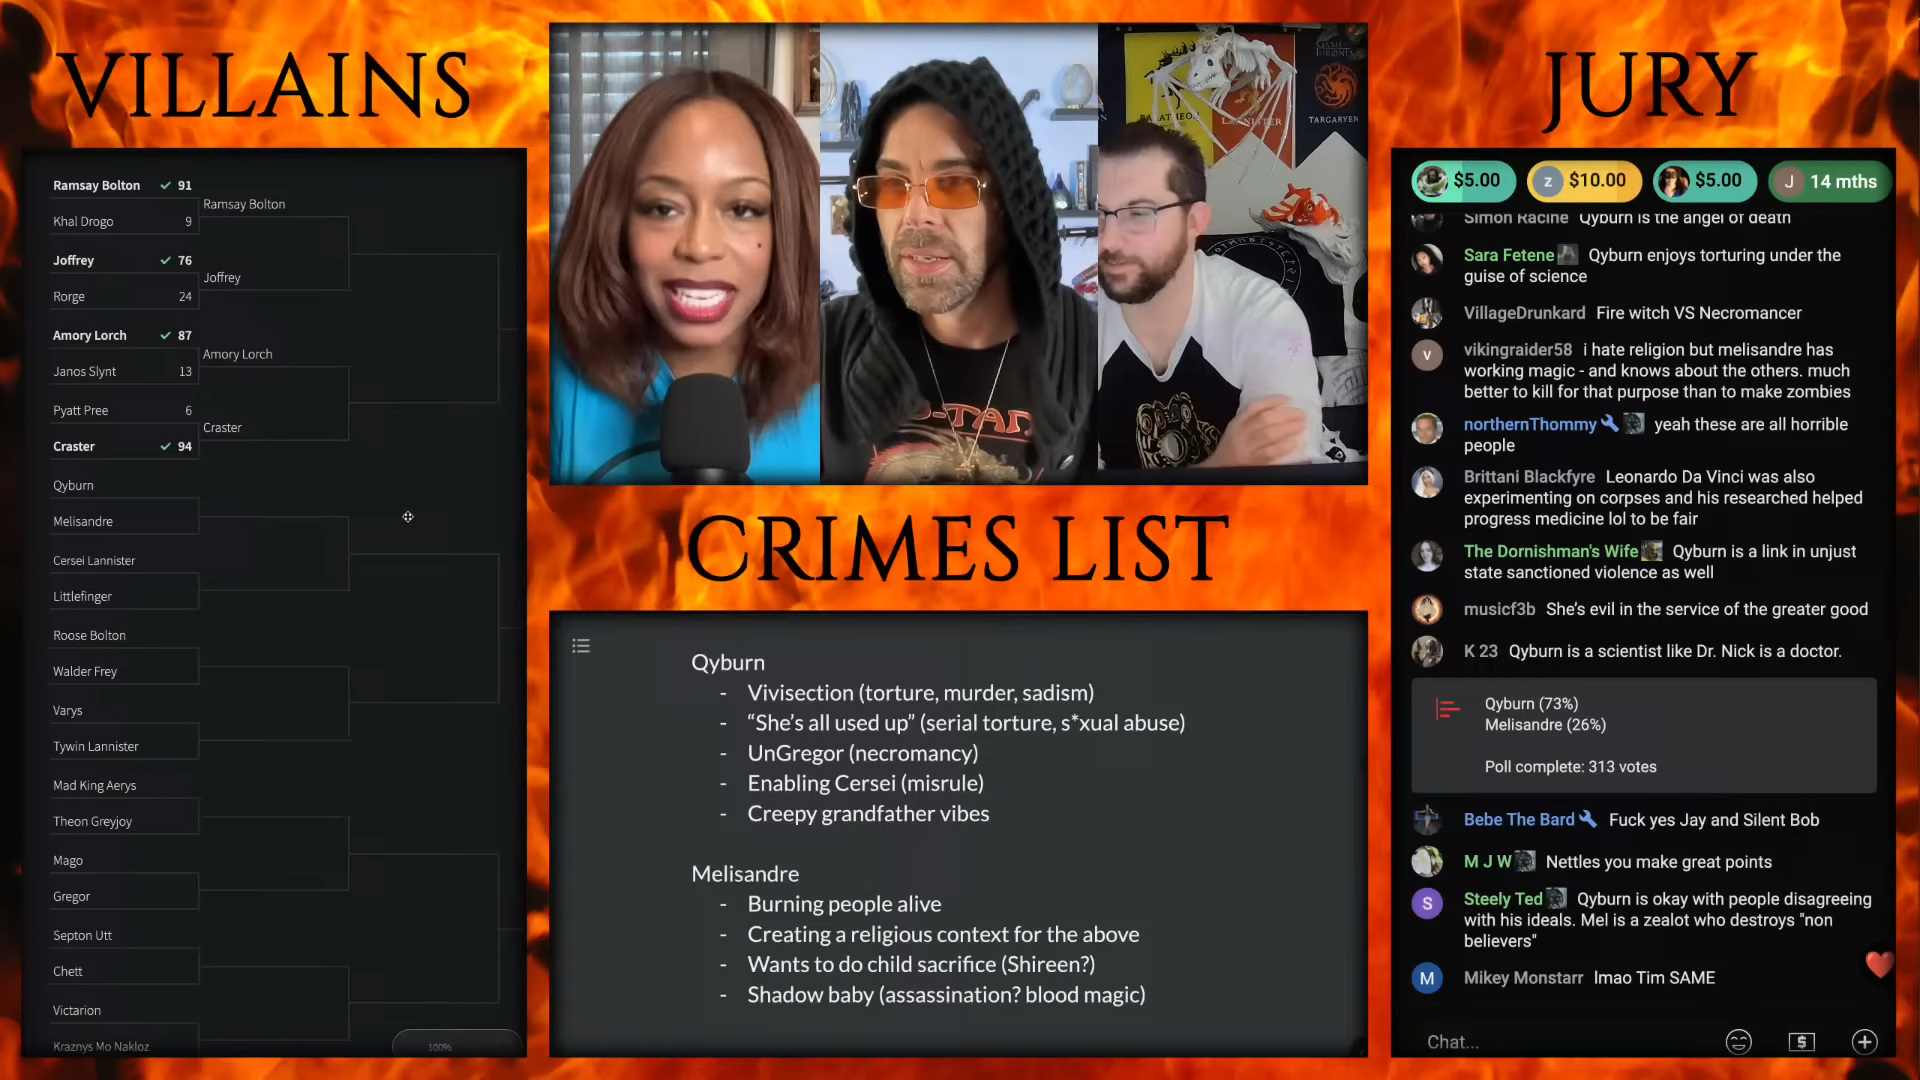 VILLAINS
Ramsay Bolton ✓ 91
Khal Drogo 9
Ramsay Bolton
Joffrey ✓ 76
Rorge 24
Joffrey
Amory Lorch ✓ 87
Janos Slynt 13
Amory Lorch
Pyatt Pree 6
Craster ✓ 94
Craster
Qyburn
Melisandre
Cersei Lannister
Littlefinger
Roose Bolton
Walder Frey
Varys
Tywin Lannister
Mad King Aerys
Theon Greyjoy
Mago
Gregor
Septon Utt
Chett
Victarion
Kraznys Mo Nakloz
100%
GAME
THRONES
BARATHEON
LANNISTER
TARGARYEN
CRIMES LIST
Qyburn
- Vivisection (torture, murder, sadism)
- “She’s all used up” (serial torture, s*xual abuse)
- UnGregor (necromancy)
- Enabling Cersei (misrule)
- Creepy grandfather vibes
Melisandre
- Burning people alive
- Creating a religious context for the above
- Wants to do child sacrifice (Shireen?)
- Shadow baby (assassination? blood magic)
JURY
$5.00
z $10.00
$5.00
J 14 mths
Simon Racine Qyburn is the angel of death
Sara Fetene Qyburn enjoys torturing under the
guise of science
VillageDrunkard Fire witch VS Necromancer
v vikingraider58 i hate religion but melisandre has
working magic - and knows about the others. much
better to kill for that purpose than to make zombies
northernThommy yeah these are all horrible
people
Brittani Blackfyre Leonardo Da Vinci was also
experimenting on corpses and his researched helped
progress medicine lol to be fair
The Dornishman's Wife Qyburn is a link in unjust
state sanctioned violence as well
musicf3b She’s evil in the service of the greater good
K 23 Qyburn is a scientist like Dr. Nick is a doctor.
Qyburn (73%)
Melisandre (26%)
Poll complete: 313 votes
Bebe The Bard Fuck yes Jay and Silent Bob
M J W Nettles you make great points
S Steely Ted Qyburn is okay with people disagreeing
with his ideals. Mel is a zealot who destroys "non
believers"
M Mikey Monstarr lmao Tim SAME
Chat...
$